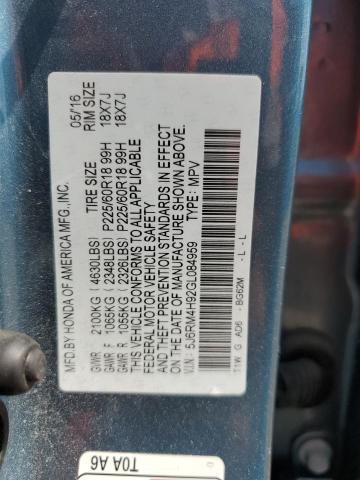 MFD.BY HONDA OF AMERICA MFG.,INC. 05/'16
TIRE SIZE RIM SIZE
GVWR 2100KG (4630LBS)
GAWR F 1065KG (2348LBS) P225/60R18 99H 18X7J
GAWR R 1055KG (2326LBS) P225/60R18 99H 18X7J
THIS VEHICLE CONFORMS TO ALL APPLICABLE
FEDERAL MOTOR VEHICLE SAFETY
AND THEFT PREVENTION STANDARDS IN EFFECT
ON THE DATE OF MANUFACTURE SHOWN ABOVE.
V.I.N.: 5J6RM4H92GL084959 TYPE: MPV
T1W G A06 - BG62M - L - L
T0A A6 0